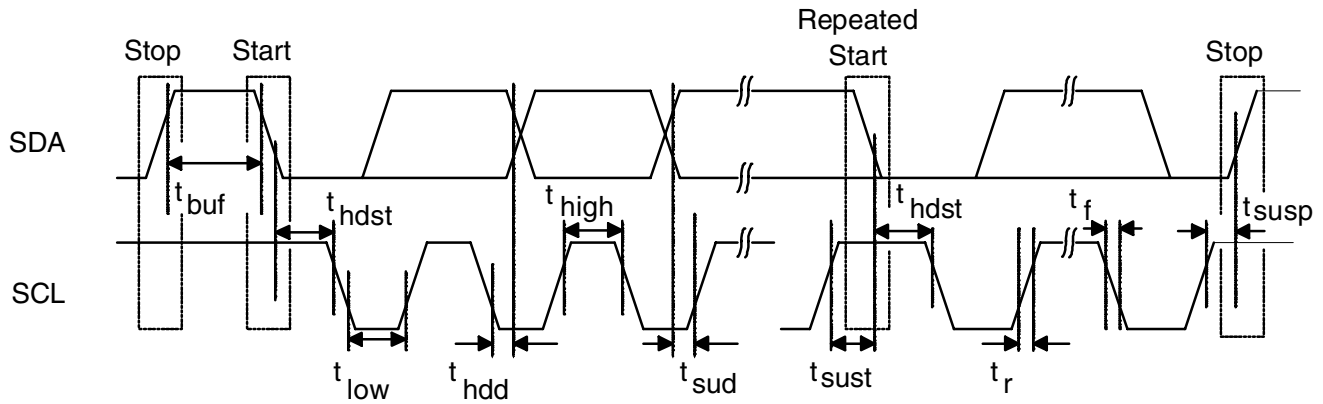 Repeated
Stop Start Start Stop
SDA
t buf t hdst t high t hdst t f t susp
SCL
t low t hdd t sud t sust t r